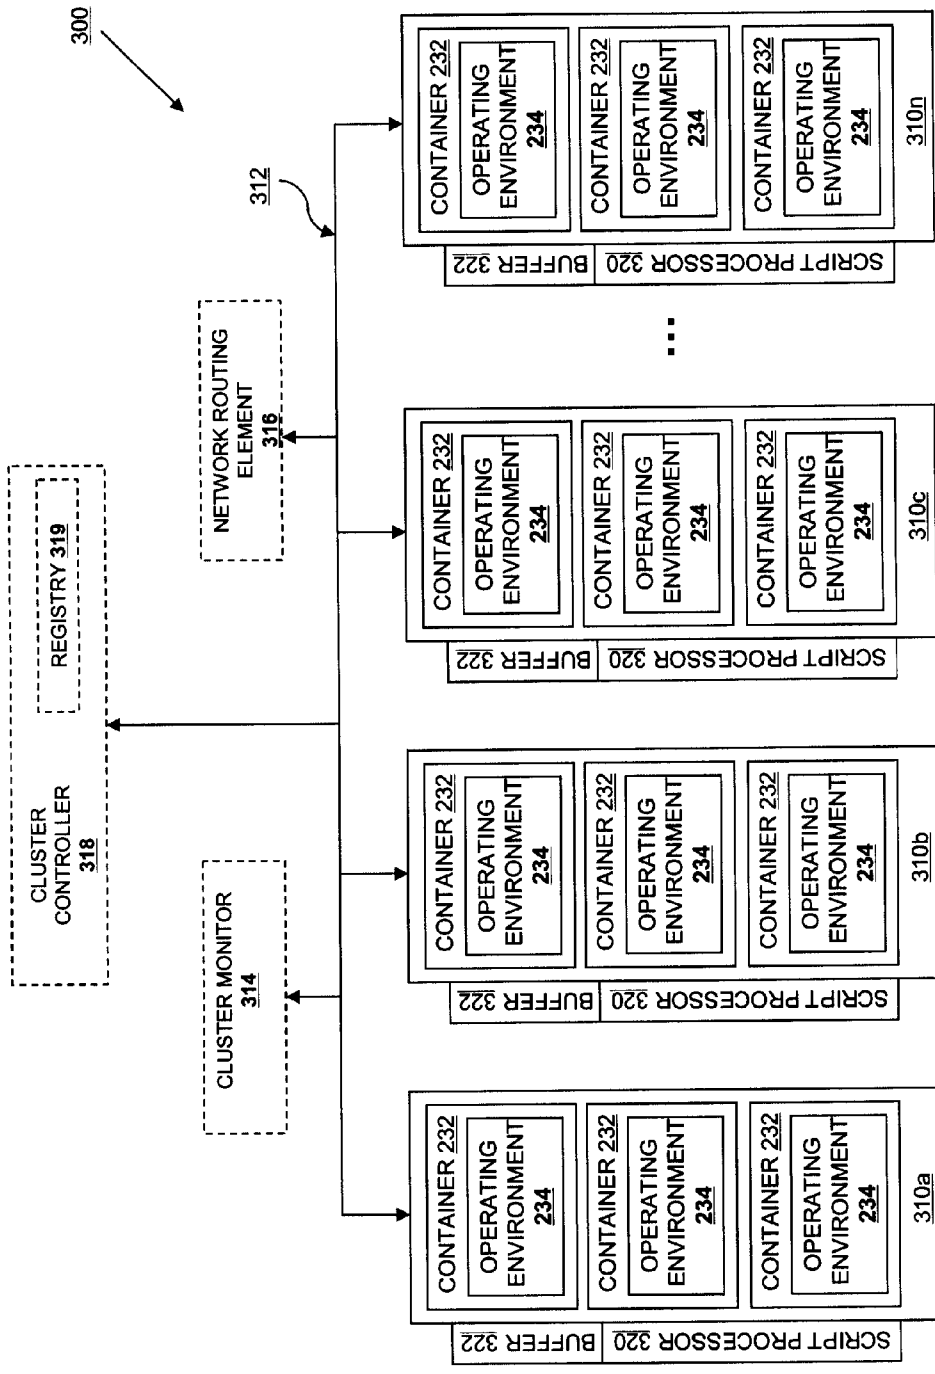 300
CLUSTER
CONTROLLER
318
REGISTRY 319
CLUSTER MONITOR
314
NETWORK ROUTING
ELEMENT
316
312
BUFFER 322
SCRIPT PROCESSOR 320
CONTAINER 232
OPERATING
ENVIRONMENT
234
CONTAINER 232
OPERATING
ENVIRONMENT
234
CONTAINER 232
OPERATING
ENVIRONMENT
234
310a
BUFFER 322
SCRIPT PROCESSOR 320
CONTAINER 232
OPERATING
ENVIRONMENT
234
CONTAINER 232
OPERATING
ENVIRONMENT
234
CONTAINER 232
OPERATING
ENVIRONMENT
234
310b
BUFFER 322
SCRIPT PROCESSOR 320
CONTAINER 232
OPERATING
ENVIRONMENT
234
CONTAINER 232
OPERATING
ENVIRONMENT
234
CONTAINER 232
OPERATING
ENVIRONMENT
234
310c
...
BUFFER 322
SCRIPT PROCESSOR 320
CONTAINER 232
OPERATING
ENVIRONMENT
234
CONTAINER 232
OPERATING
ENVIRONMENT
234
CONTAINER 232
OPERATING
ENVIRONMENT
234
310n